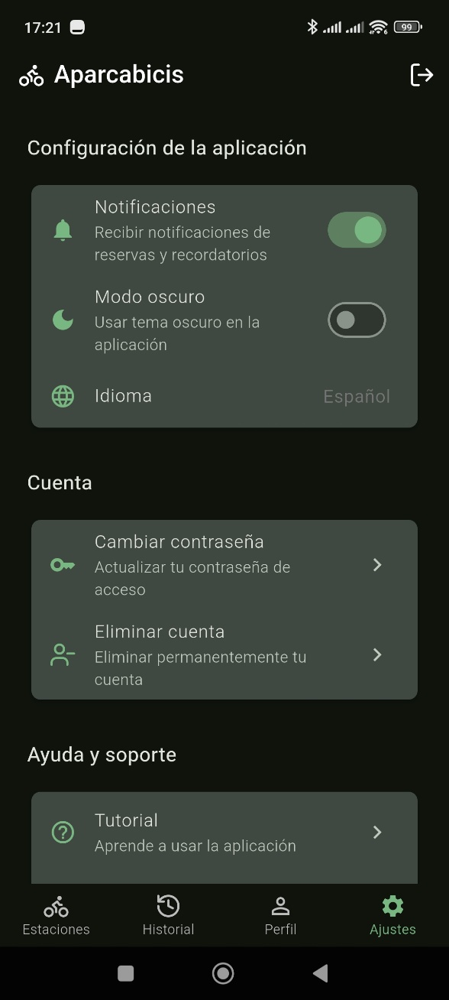 17:21
99
Aparcabicis
Configuración de la aplicación
Notificaciones
Recibir notificaciones de
reservas y recordatorios
Modo oscuro
Usar tema oscuro en la
aplicación
Idioma Español
Cuenta
Cambiar contraseña
Actualizar tu contraseña de
acceso
Eliminar cuenta
Eliminar permanentemente tu
cuenta
Ayuda y soporte
Tutorial
Aprende a usar la aplicación
Estaciones Historial Perfil Ajustes